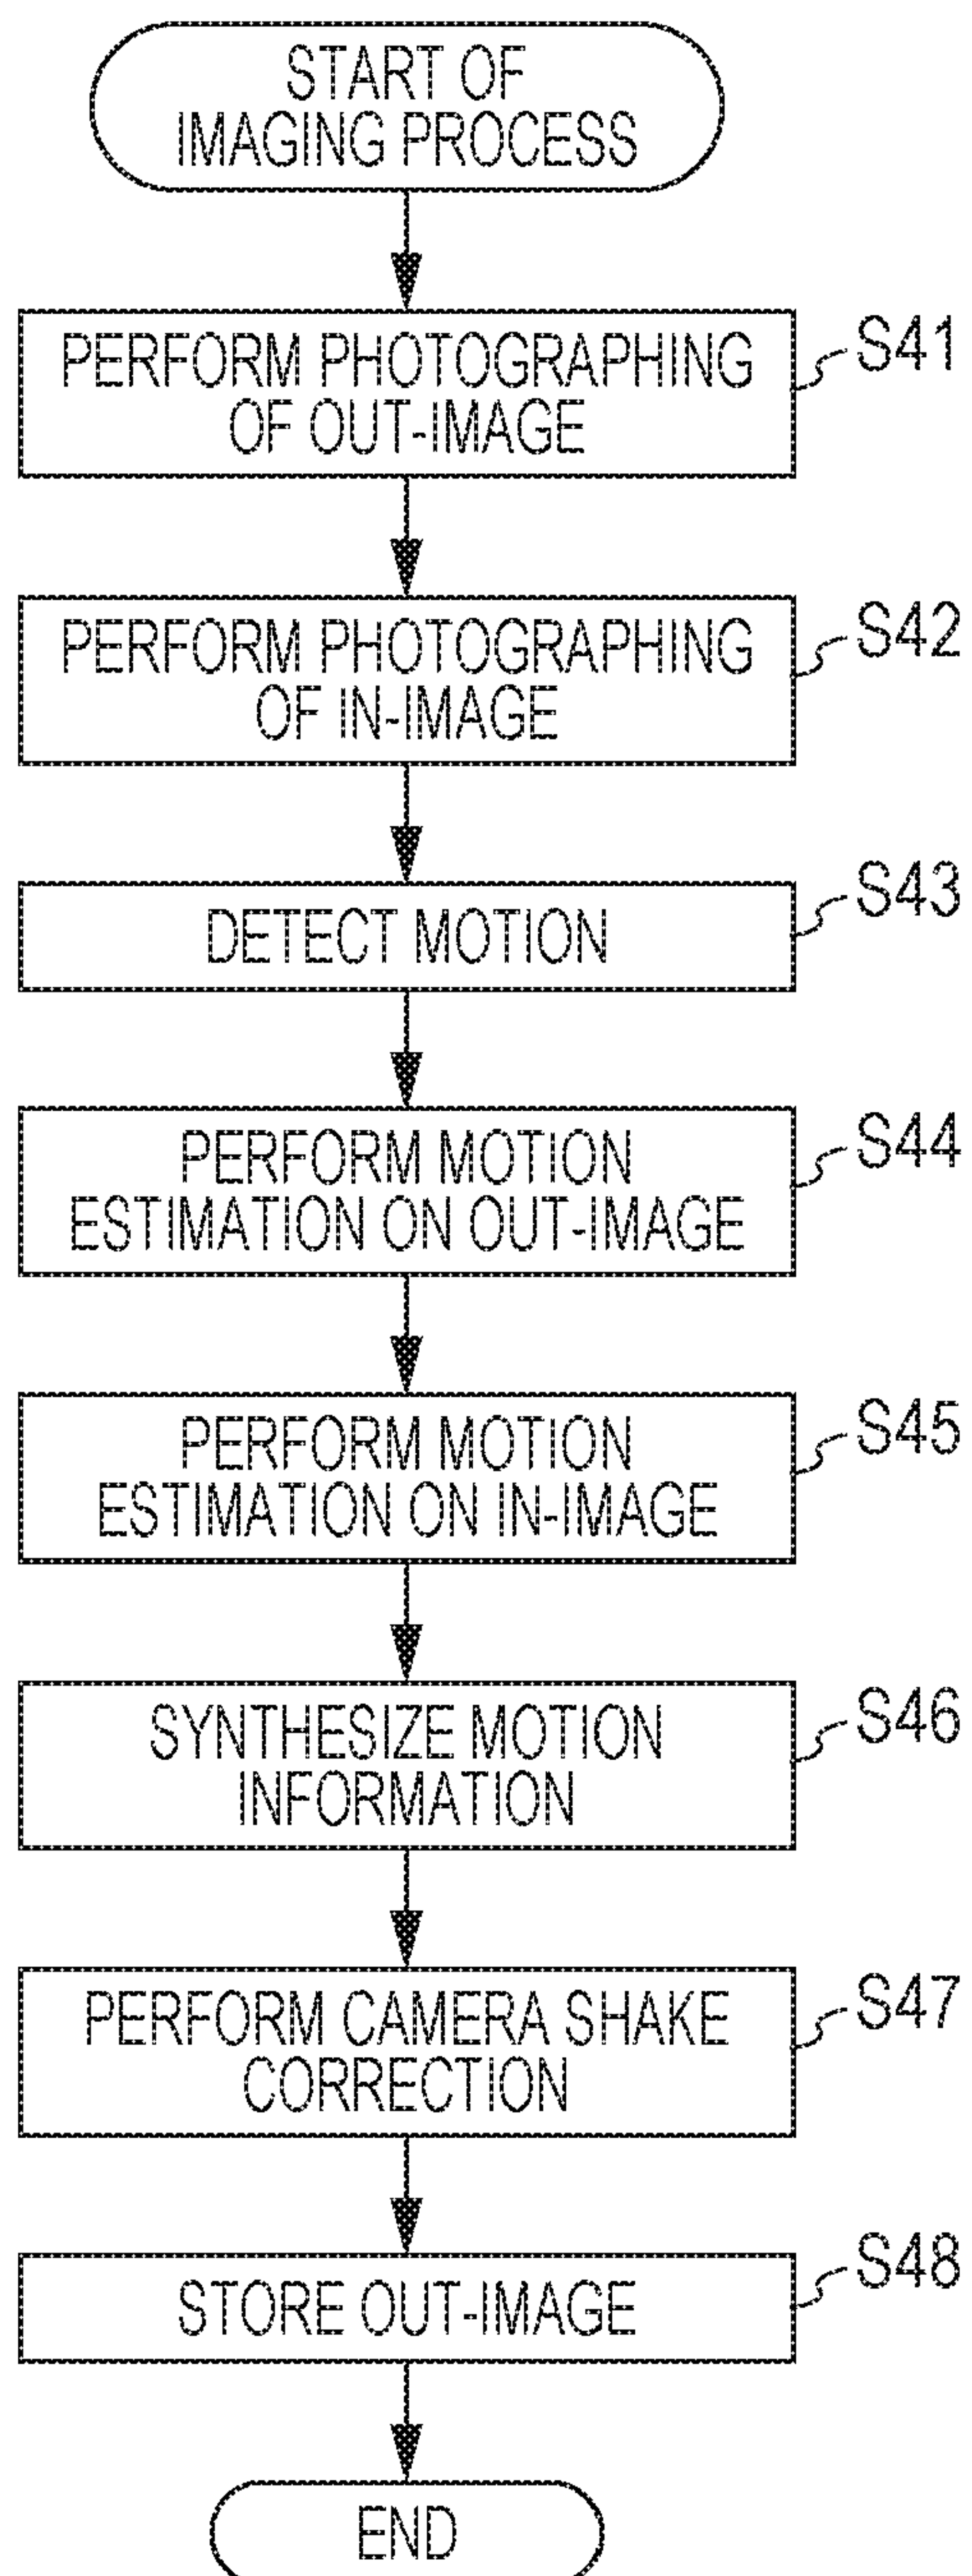 START OF
IMAGING PROCESS
PERFORM PHOTOGRAPHING
OF OUT-IMAGE
S41
PERFORM PHOTOGRAPHING
OF IN-IMAGE
S42
DETECT MOTION
S43
PERFORM MOTION
ESTIMATION ON OUT-IMAGE
S44
PERFORM MOTION
ESTIMATION ON IN-IMAGE
S45
SYNTHESIZE MOTION
INFORMATION
S46
PERFORM CAMERA SHAKE
CORRECTION
S47
STORE OUT-IMAGE
S48
END